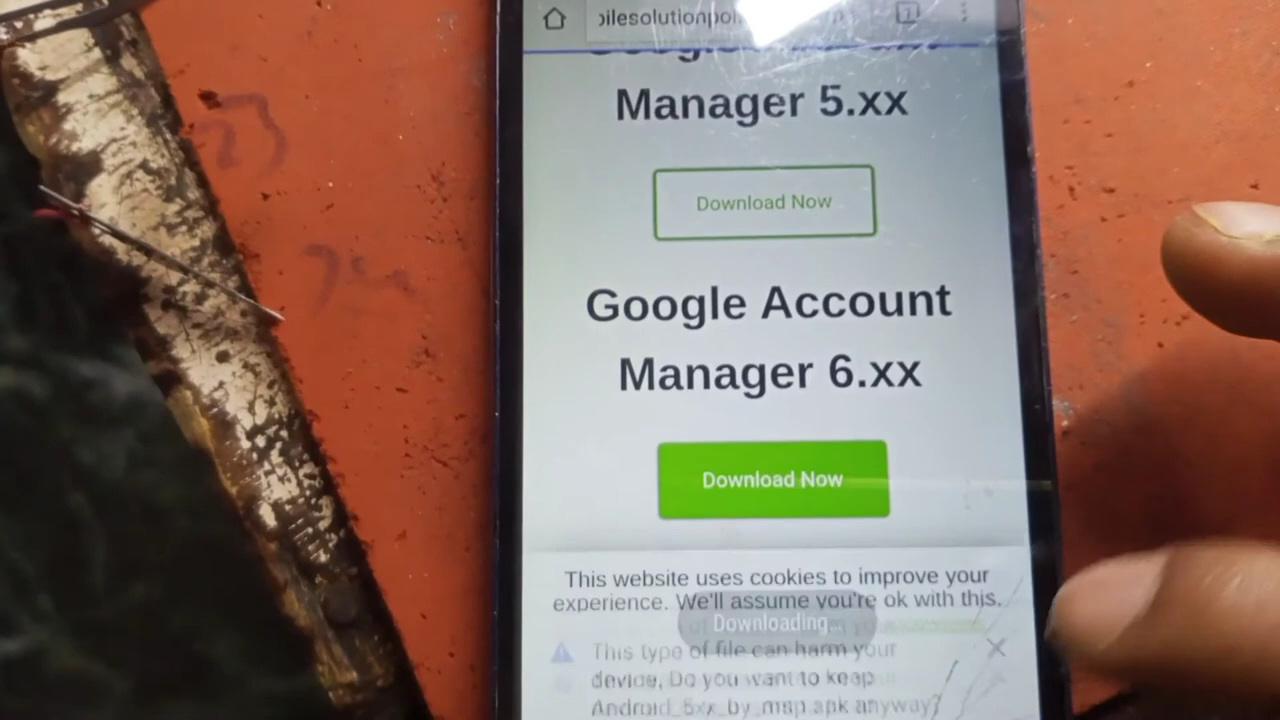 Manager 5.xx
Download Now
Google Account
Manager 6.xx
Download Now
This website uses cookies to improve your
experience. We'll assume you're ok with this.
Downloading...
This type of file can harm your
device. Do you want to keep
Android_5xx_by_msp.apk anyway?